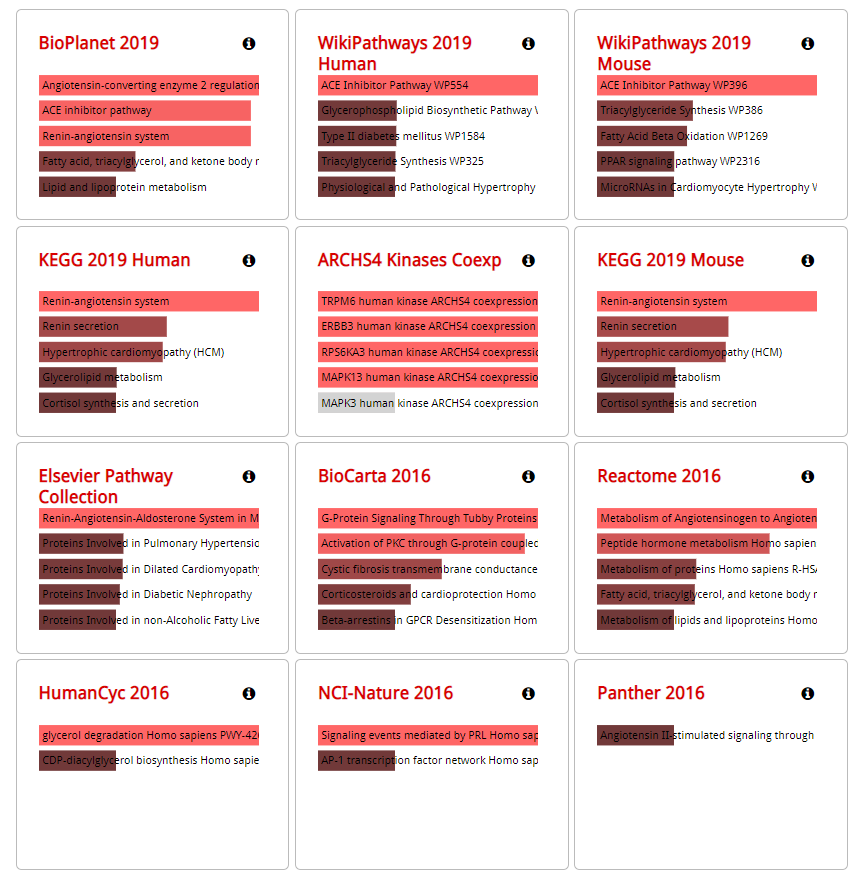 BioPlanet 2019
Angiotensin-converting enzyme 2 regulation
ACE inhibitor pathway
Renin-angiotensin system
Fatty acid, triacylglycerol, and ketone body r
Lipid and lipoprotein metabolism
WikiPathways 2019
Human
ACE Inhibitor Pathway WP554
Glycerophospholipid Biosynthetic Pathway W
Type II diabetes mellitus WP1584
Triacylglyceride Synthesis WP325
Physiological and Pathological Hypertrophy
WikiPathways 2019
Mouse
ACE Inhibitor Pathway WP396
Triacylglyceride Synthesis WP386
Fatty Acid Beta Oxidation WP1269
PPAR signaling pathway WP2316
MicroRNAs in Cardiomyocyte Hypertrophy W
KEGG 2019 Human
Renin-angiotensin system
Renin secretion
Hypertrophic cardiomyopathy (HCM)
Glycerolipid metabolism
Cortisol synthesis and secretion
ARCHS4 Kinases Coexp
TRPM6 human kinase ARCHS4 coexpression
ERBB3 human kinase ARCHS4 coexpression
RPS6KA3 human kinase ARCHS4 coexpressic
MAPK13 human kinase ARCHS4 coexpression
MAPK3 human kinase ARCHS4 coexpression
KEGG 2019 Mouse
Renin-angiotensin system
Renin secretion
Hypertrophic cardiomyopathy (HCM)
Glycerolipid metabolism
Cortisol synthesis and secretion
Elsevier Pathway
Collection
Renin-Angiotensin-Aldosterone System in M
Proteins Involved in Pulmonary Hypertensic
Proteins Involved in Dilated Cardiomyopathy
Proteins Involved in Diabetic Nephropathy
Proteins Involved in non-Alcoholic Fatty Live
BioCarta 2016
G-Protein Signaling Through Tubby Proteins
Activation of PKC through G-protein coupled
Cystic fibrosis transmembrane conductance
Corticosteroids and cardioprotection Homo
Beta-arrestins in GPCR Desensitization Hom
Reactome 2016
Metabolism of Angiotensinogen to Angioten
Peptide hormone metabolism Homo sapien
Metabolism of proteins Homo sapiens R-HSA
Fatty acid, triacylglycerol, and ketone body r
Metabolism of lipids and lipoproteins Homo
HumanCyc 2016
glycerol degradation Homo sapiens PWY-426
CDP-diacylglycerol biosynthesis Homo sapie
NCI-Nature 2016
Signaling events mediated by PRL Homo sap
AP-1 transcription factor network Homo sap
Panther 2016
Angiotensin II-stimulated signaling through